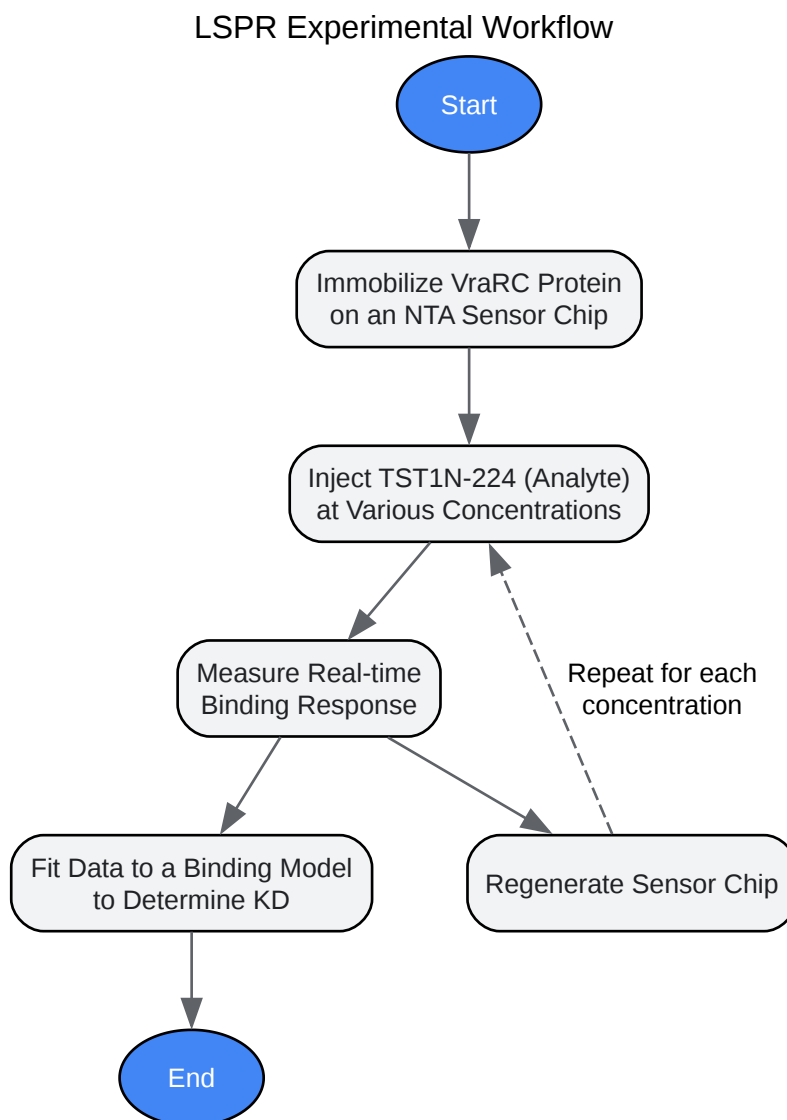 LSPR Experimental Workflow
Start
Immobilize VraRC Protein
on an NTA Sensor Chip
Inject TST1N-224 (Analyte)
at Various Concentrations
Measure Real-time
Binding Response
Repeat for each
concentration
Fit Data to a Binding Model
to Determine KD
Regenerate Sensor Chip
End